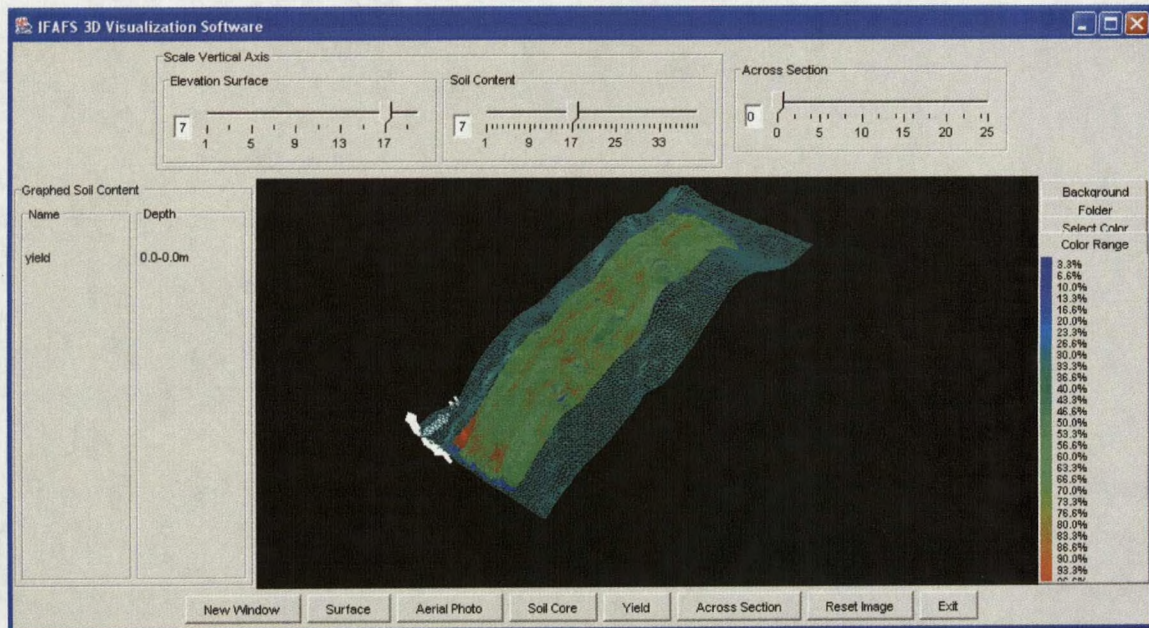 IFAFS 3D Visualization Software
Scale Vertical Axis
Elevation Surface
7
1 5 9 13 17
Soil Content
7
1 9 17 25 33
Across Section
0
0 5 10 15 20 25
Graphed Soil Content
Name
Depth
yield
0.0-0.0m
Background
Folder
Select Color
Color Range
3.3%
6.6%
10.0%
13.3%
16.6%
20.0%
23.3%
26.6%
30.0%
33.3%
36.6%
40.0%
43.3%
46.6%
50.0%
53.3%
56.6%
60.0%
63.3%
66.6%
70.0%
73.3%
76.6%
80.0%
83.3%
86.6%
90.0%
93.3%
96.6%
New Window
Surface
Aerial Photo
Soil Core
Yield
Across Section
Reset Image
Exit